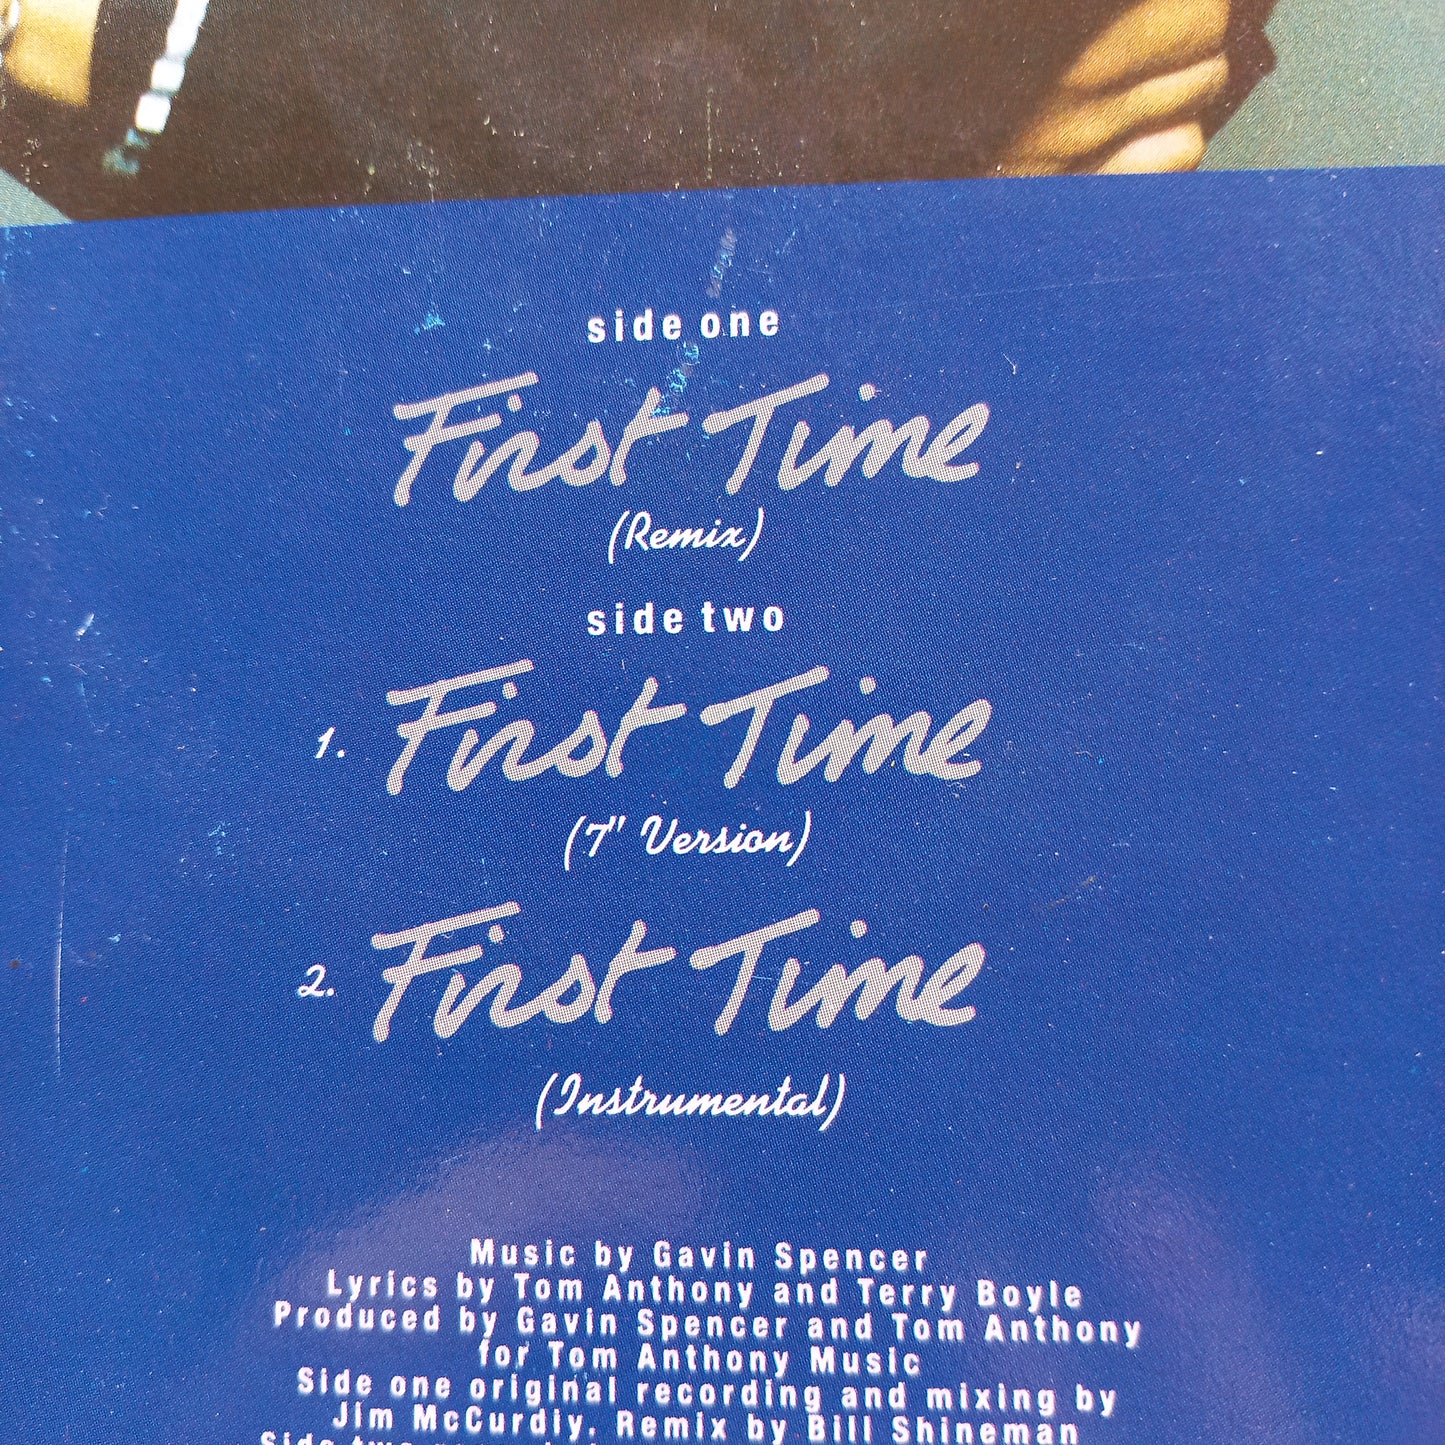 side one
First Time
(Remix)
side two
1. First Time
(7" Version)
2. First Time
(Instrumental)
Music by Gavin Spencer
Lyrics by Tom Anthony and Terry Boyle
Produced by Gavin Spencer and Tom Anthony
for Tom Anthony Music
Side one original recording and mixing by
Jim McCurdiy. Remix by Bill Shineman
Side two